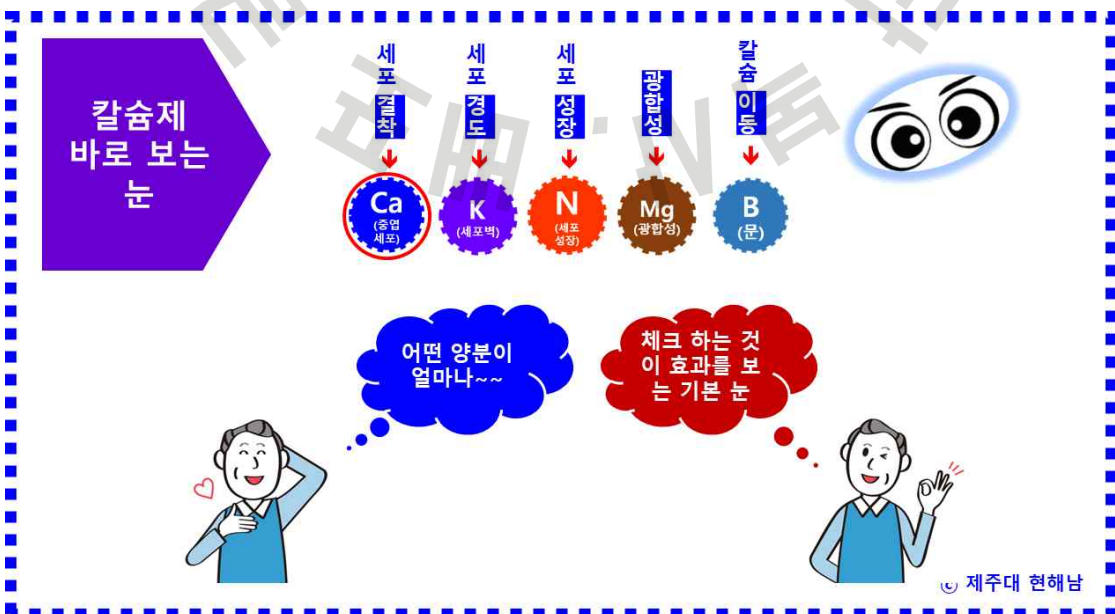 칼슘제
바로 보는
눈
세포결착
세포경도
세포성장
광합성
칼슘이동
Ca
(중엽
세포)
K
(세포벽)
N
(세포
성장)
Mg
(광합성)
B
(문)
어떤 양분이
얼마나~~
체크 하는 것
이 효과를 보
는 기본 눈
ⓒ 제주대 현해남